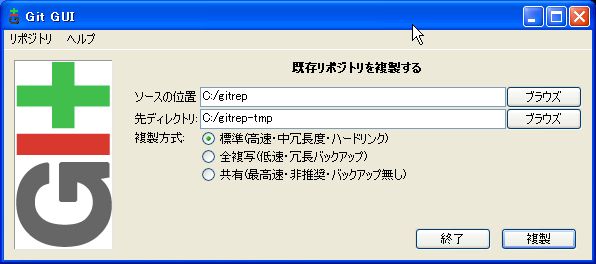 Git GUI
リポジトリ ヘルプ
既存リポジトリを複製する
ソースの位置 C:/gitrep ブラウズ
先ディレクトリ: C:/gitrep-tmp ブラウズ
複製方式: 標準(高速・中冗長度・ハードリンク)
全複写(低速・冗長バックアップ)
共有(最高速・非推奨・バックアップ無し)
終了 複製